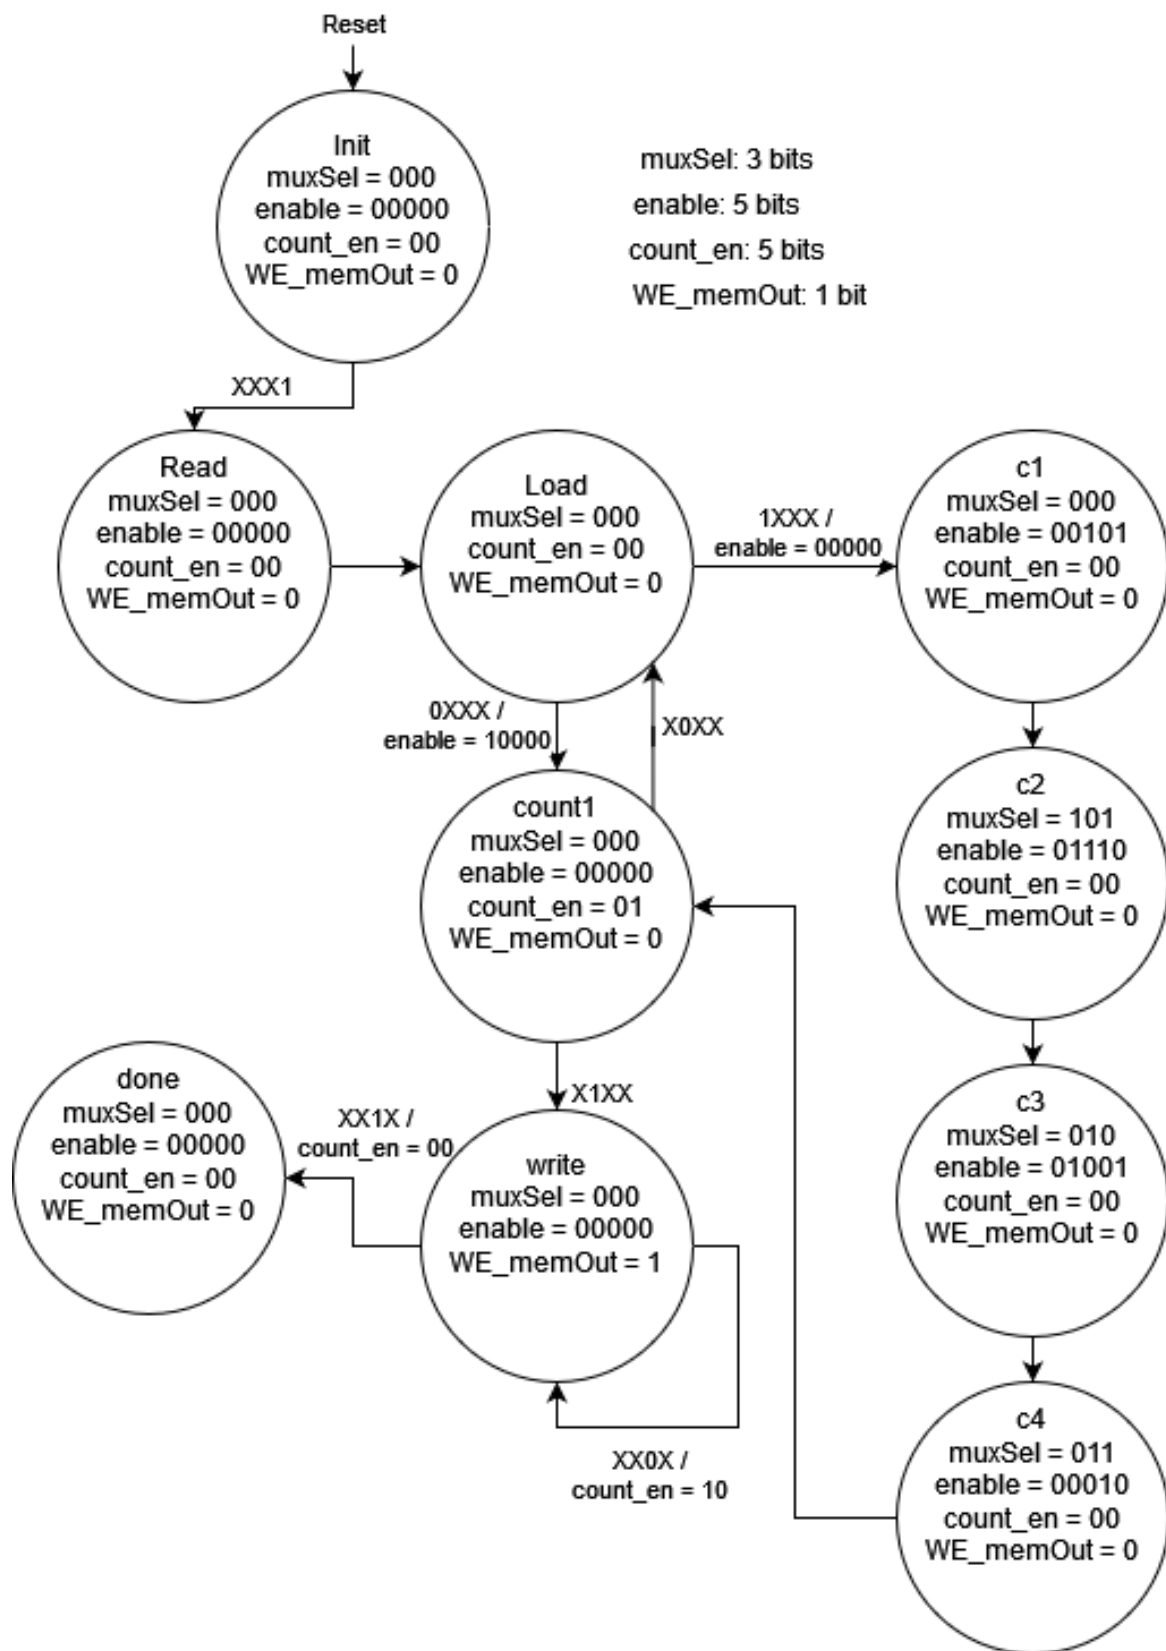 Reset
Init
muxSel = 000
enable = 00000
count_en = 00
WE_memOut = 0
muxSel: 3 bits
enable: 5 bits
count_en: 5 bits
WE_memOut: 1 bit
XXX1
Read
muxSel = 000
enable = 00000
count_en = 00
WE_memOut = 0
Load
muxSel = 000
count_en = 00
WE_memOut = 0
1XXX /
enable = 00000
c1
muxSel = 000
enable = 00101
count_en = 00
WE_memOut = 0
0XXX /
enable = 10000
X0XX
count1
muxSel = 000
enable = 00000
count_en = 01
WE_memOut = 0
c2
muxSel = 101
enable = 01110
count_en = 00
WE_memOut = 0
X1XX
done
muxSel = 000
enable = 00000
count_en = 00
WE_memOut = 0
XX1X /
count_en = 00
write
muxSel = 000
enable = 00000
WE_memOut = 1
c3
muxSel = 010
enable = 01001
count_en = 00
WE_memOut = 0
XX0X /
count_en = 10
c4
muxSel = 011
enable = 00010
count_en = 00
WE_memOut = 0